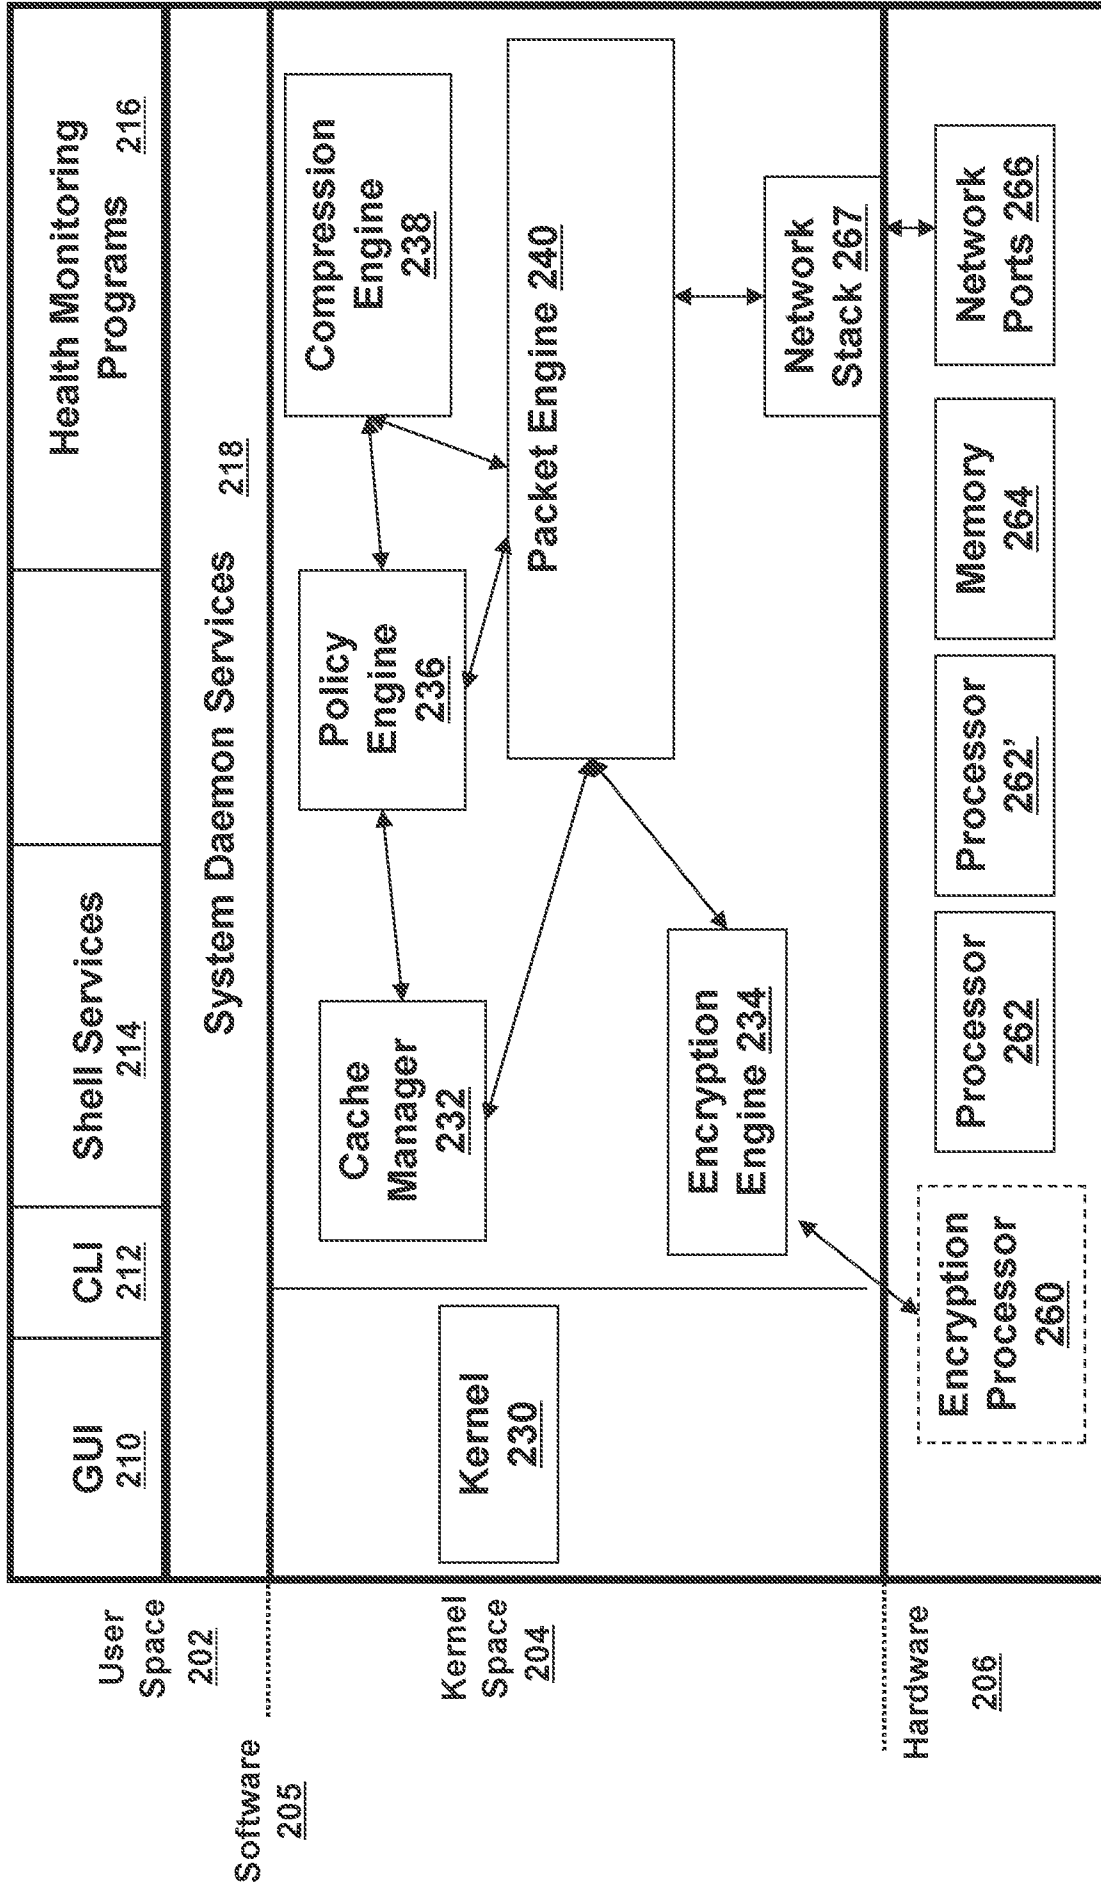 GUI
210
CLI
212
Shell Services
214
Health Monitoring
Programs
216
User
Space
202
System Daemon Services
218
Software
205
Kernel
Space
204
Kernel
230
Cache
Manager
232
Policy
Engine
236
Compression
Engine
238
Packet Engine 240
Encryption
Engine 234
Network
Stack 267
Hardware
206
Encryption
Processor
260
Processor
262
Processor
262'
Memory
264
Network
Ports 266